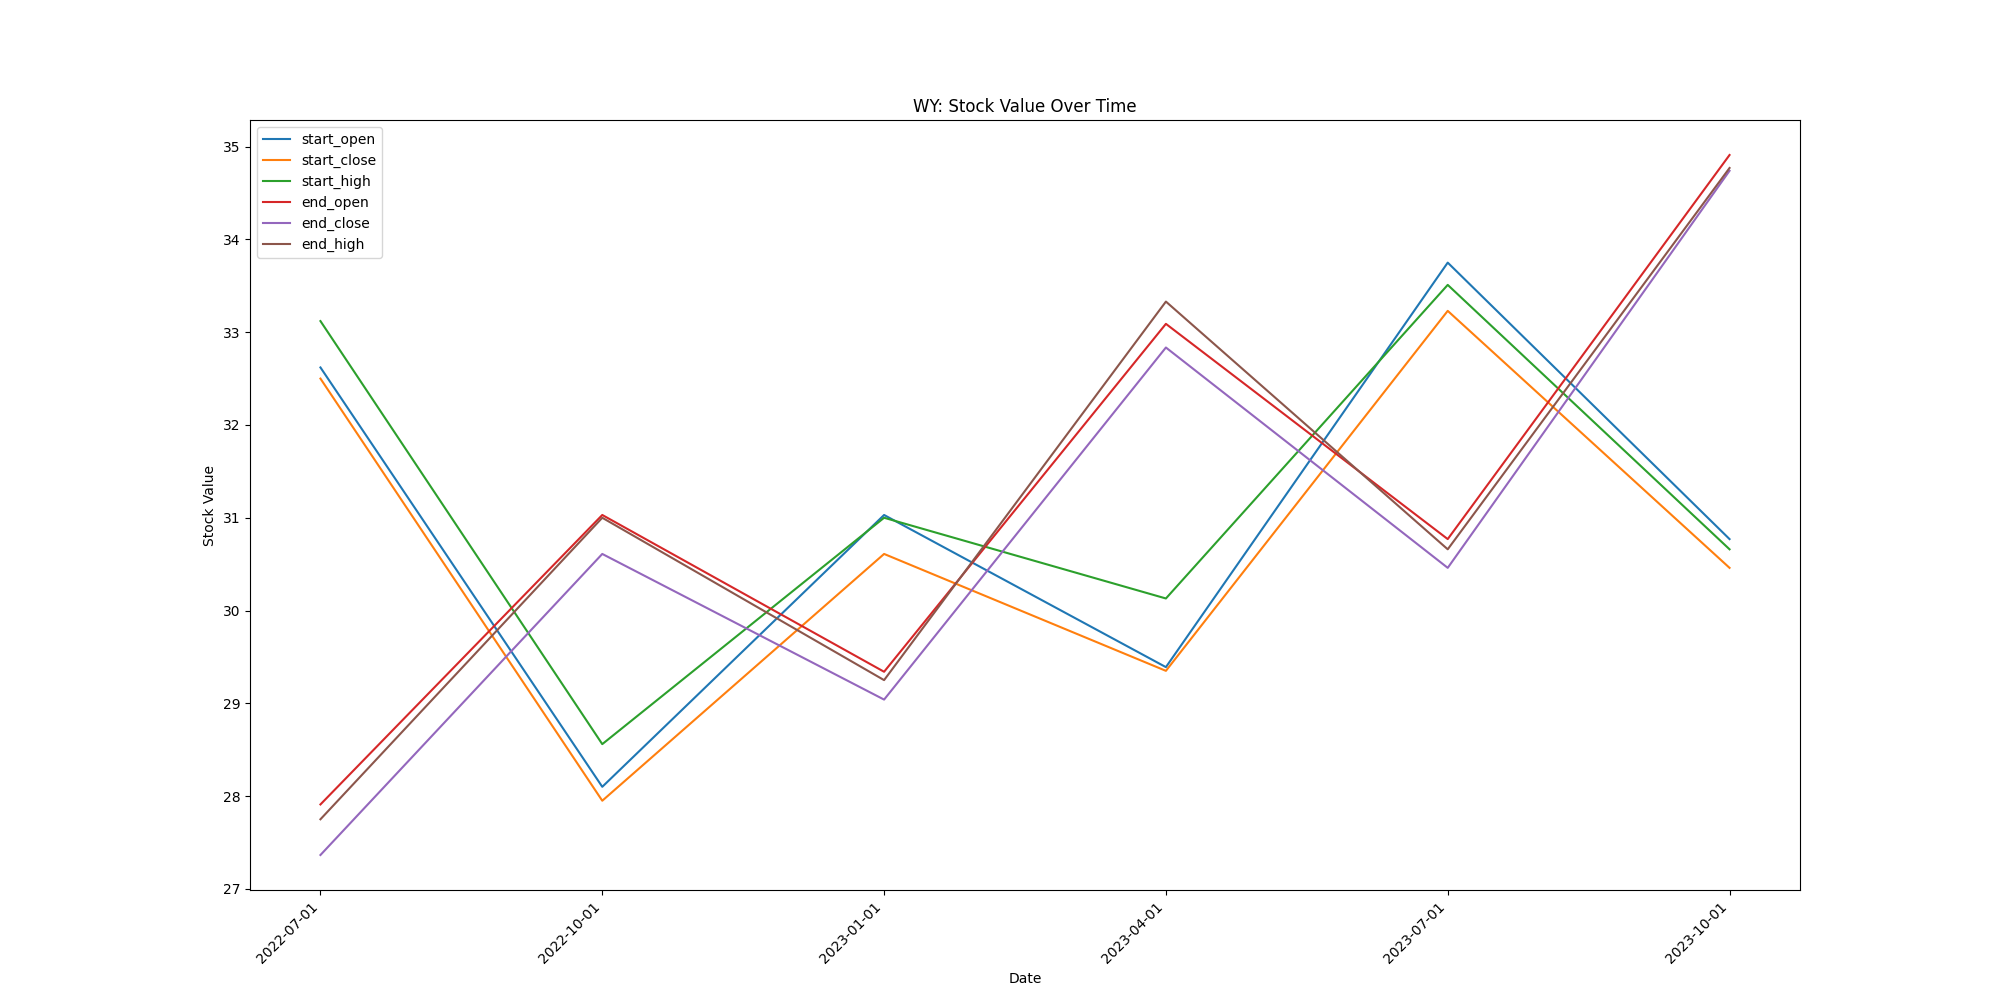 WY: Stock Value Over Time
start_open
start_close
start_high
end_open
end_close
end_high
35
34
33
32
31
30
29
28
27
Stock Value
2022-07-01
2022-10-01
2023-01-01
2023-04-01
2023-07-01
2023-10-01
Date